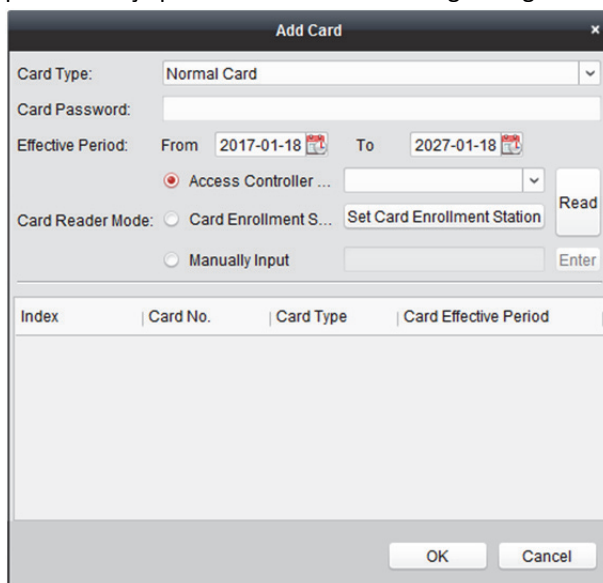 Add Card ×
Card Type: Normal Card
Card Password:
Effective Period: From 2017-01-18 To 2027-01-18
Access Controller ...
Read
Card Reader Mode: Card Enrollment S... Set Card Enrollment Station
Manually Input Enter
Index Card No. Card Type Card Effective Period
OK Cancel